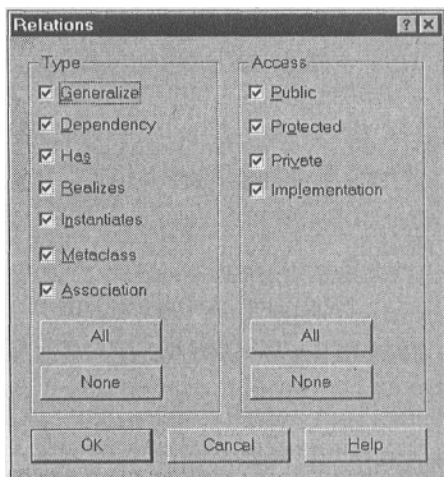 Relations
Type
Generalize
Dependency
Has
Realizes
Instantiates
Metaclass
Association
All
None
Access
Public
Protected
Private
Implementation
All
None
OK
Cancel
Help